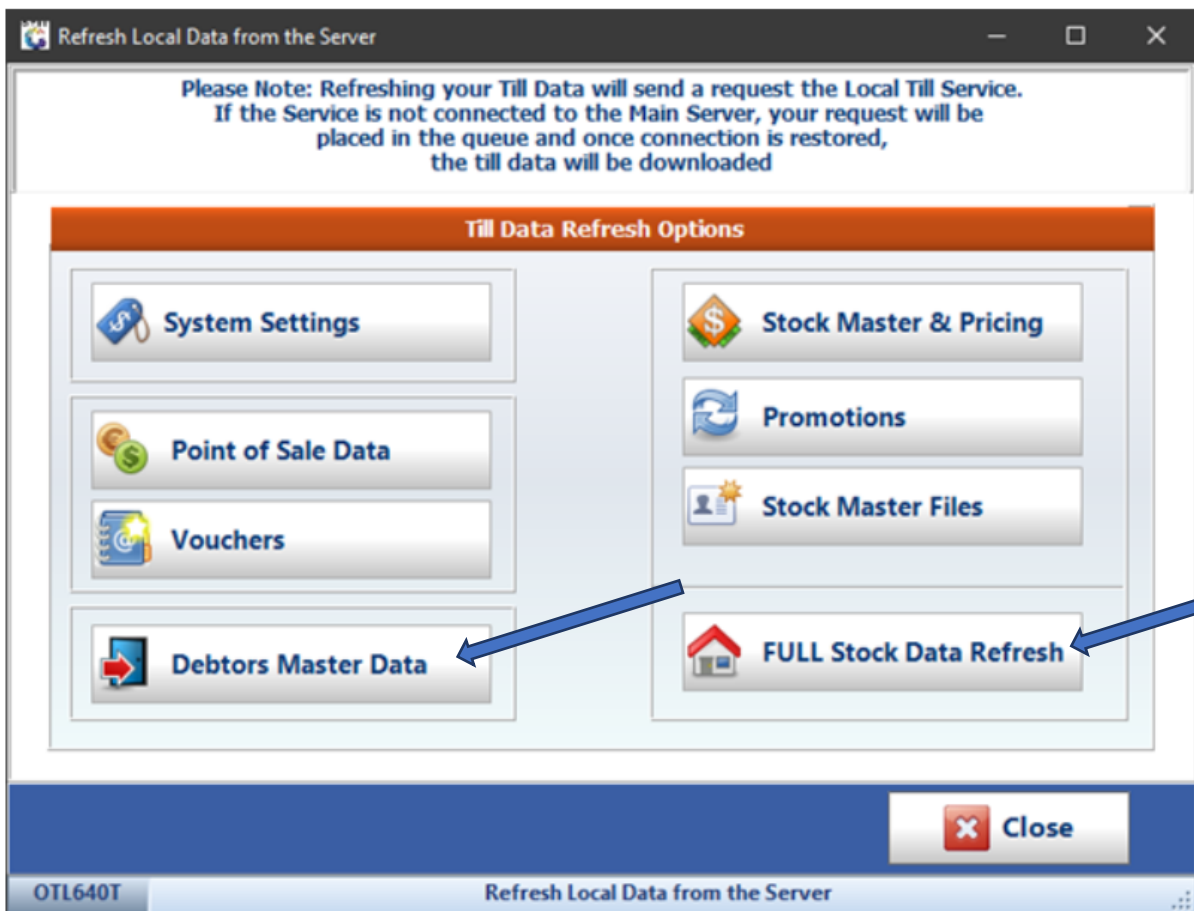 Refresh Local Data from the Server
Please Note: Refreshing your Till Data will send a request the Local Till Service.
If the Service is not connected to the Main Server, your request will be
placed in the queue and once connection is restored,
the till data will be downloaded
Till Data Refresh Options
System Settings
Point of Sale Data
Vouchers
Debtors Master Data
Stock Master & Pricing
Promotions
Stock Master Files
FULL Stock Data Refresh
Close
OTL640T
Refresh Local Data from the Server